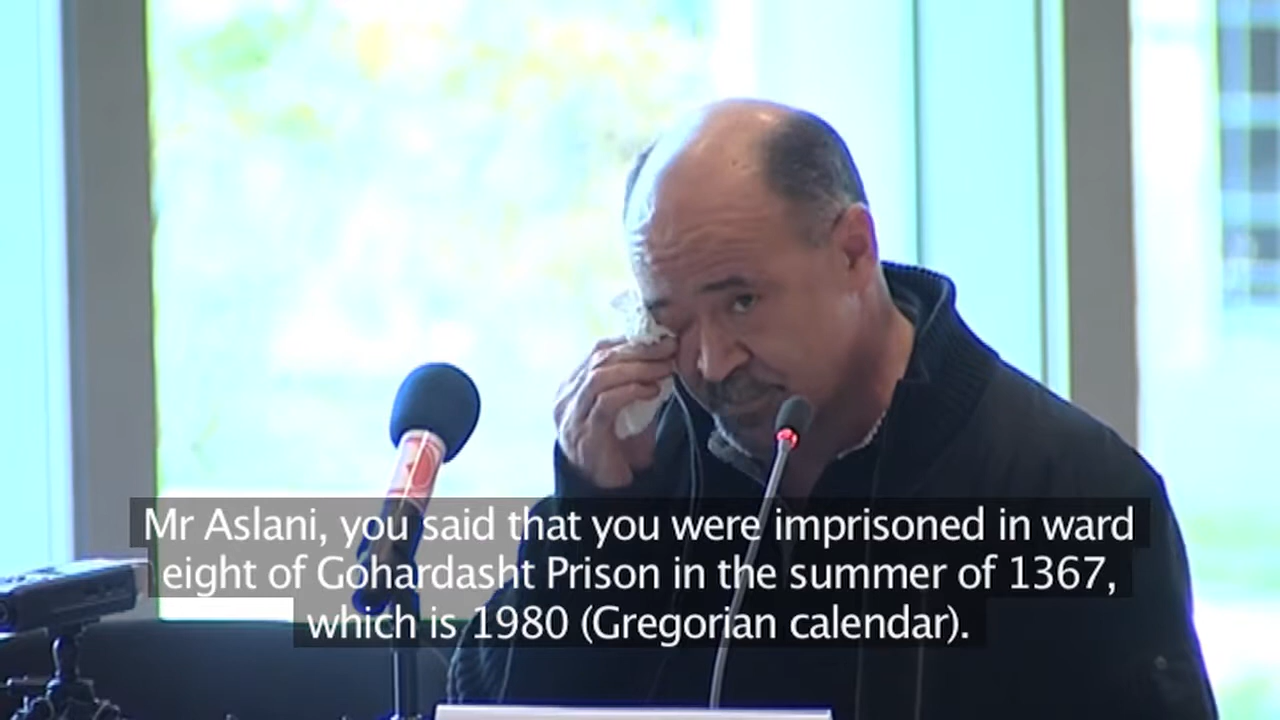 Mr Aslani, you said that you were imprisoned in ward
eight of Gohardasht Prison in the summer of 1367,
which is 1980 (Gregorian calendar).